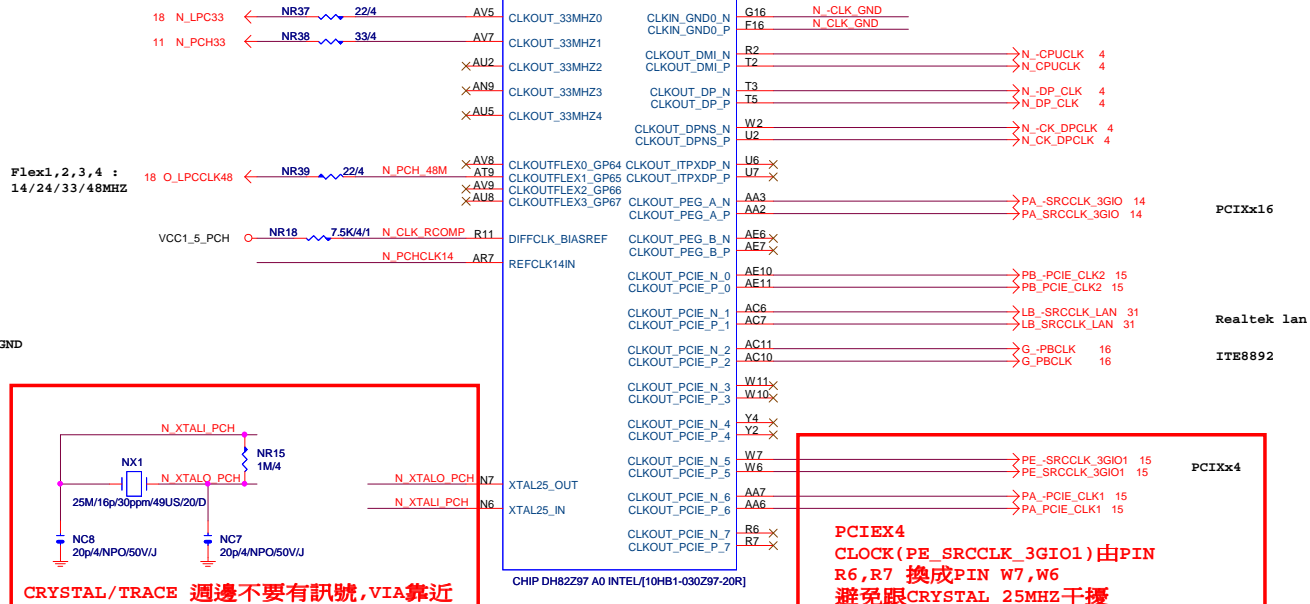 18 N_LPC33 NR37 22/4 AV5 CLKOUT_33MHZ0
11 N_PCH33 NR38 33/4 AV7 CLKOUT_33MHZ1
AU2 CLKOUT_33MHZ2
AN9 CLKOUT_33MHZ3
AU5 CLKOUT_33MHZ4
Flex1,2,3,4 :
14/24/33/48MHZ
AV8 CLKOUTFLEX0_GP64
18 O_LPCCLK48 NR39 22/4 N_PCH_48M AT9 CLKOUTFLEX1_GP65
AV9 CLKOUTFLEX2_GP66
AU8 CLKOUTFLEX3_GP67
VCC1_5_PCH NR18 7.5K/4/1 N_CLK_RCOMP R11 DIFFCLK_BIASREF
N_PCHCLK14 AR7 REFCLK14IN
GND
N_XTALO_PCH N7 XTAL25_OUT
N_XTALI_PCH N6 XTAL25_IN
CLKIN_GND0_N G16 N_-CLK_GND
CLKIN_GND0_P F16 N_CLK_GND
CLKOUT_DMI_N R2 N_-CPUCLK 4
CLKOUT_DMI_P T2 N_CPUCLK 4
CLKOUT_DP_N T3 N_-DP_CLK 4
CLKOUT_DP_P T5 N_DP_CLK 4
CLKOUT_DPNS_N W2 N_-CK_DPCLK 4
CLKOUT_DPNS_P U2 N_CK_DPCLK 4
CLKOUT_ITPXDP_N U6
CLKOUT_ITPXDP_P U7
CLKOUT_PEG_A_N AA3 PA_-SRCCLK_3GIO 14
CLKOUT_PEG_A_P AA2 PA_SRCCLK_3GIO 14
PCIXx16
CLKOUT_PEG_B_N AE6
CLKOUT_PEG_B_P AE7
CLKOUT_PCIE_N_0 AE10 PB_-PCIE_CLK2 15
CLKOUT_PCIE_P_0 AE11 PB_PCIE_CLK2 15
CLKOUT_PCIE_N_1 AC6 LB_-SRCCLK_LAN 31
CLKOUT_PCIE_P_1 AC7 LB_SRCCLK_LAN 31
Realtek lan
CLKOUT_PCIE_N_2 AC11 G_-PBCLK 16
CLKOUT_PCIE_P_2 AC10 G_PBCLK 16
ITE8892
CLKOUT_PCIE_N_3 W11
CLKOUT_PCIE_P_3 W10
CLKOUT_PCIE_N_4 Y4
CLKOUT_PCIE_P_4 Y2
CLKOUT_PCIE_N_5 W7 PE_-SRCCLK_3GIO1 15
CLKOUT_PCIE_P_5 W6 PE_SRCCLK_3GIO1 15
PCIXx4
CLKOUT_PCIE_N_6 AA7 PA_-PCIE_CLK1 15
CLKOUT_PCIE_P_6 AA6 PA_PCIE_CLK1 15
CLKOUT_PCIE_N_7 R6
CLKOUT_PCIE_P_7 R7
CHIP DH82Z97 A0 INTEL/[10HB1-030Z97-20R]
N_XTALI_PCH
NR15
1M/4
NX1 N_XTALO_PCH
25M/16p/30ppm/49US/20/D
NC8
20p/4/NPO/50V/J
NC7
20p/4/NPO/50V/J
CRYSTAL/TRACE 週邊不要有訊號,VIA靠近
PCIEX4
CLOCK(PE_SRCCLK_3GIO1)由PIN
R6,R7 換成PIN W7,W6
避免跟CRYSTAL 25MHZ干擾